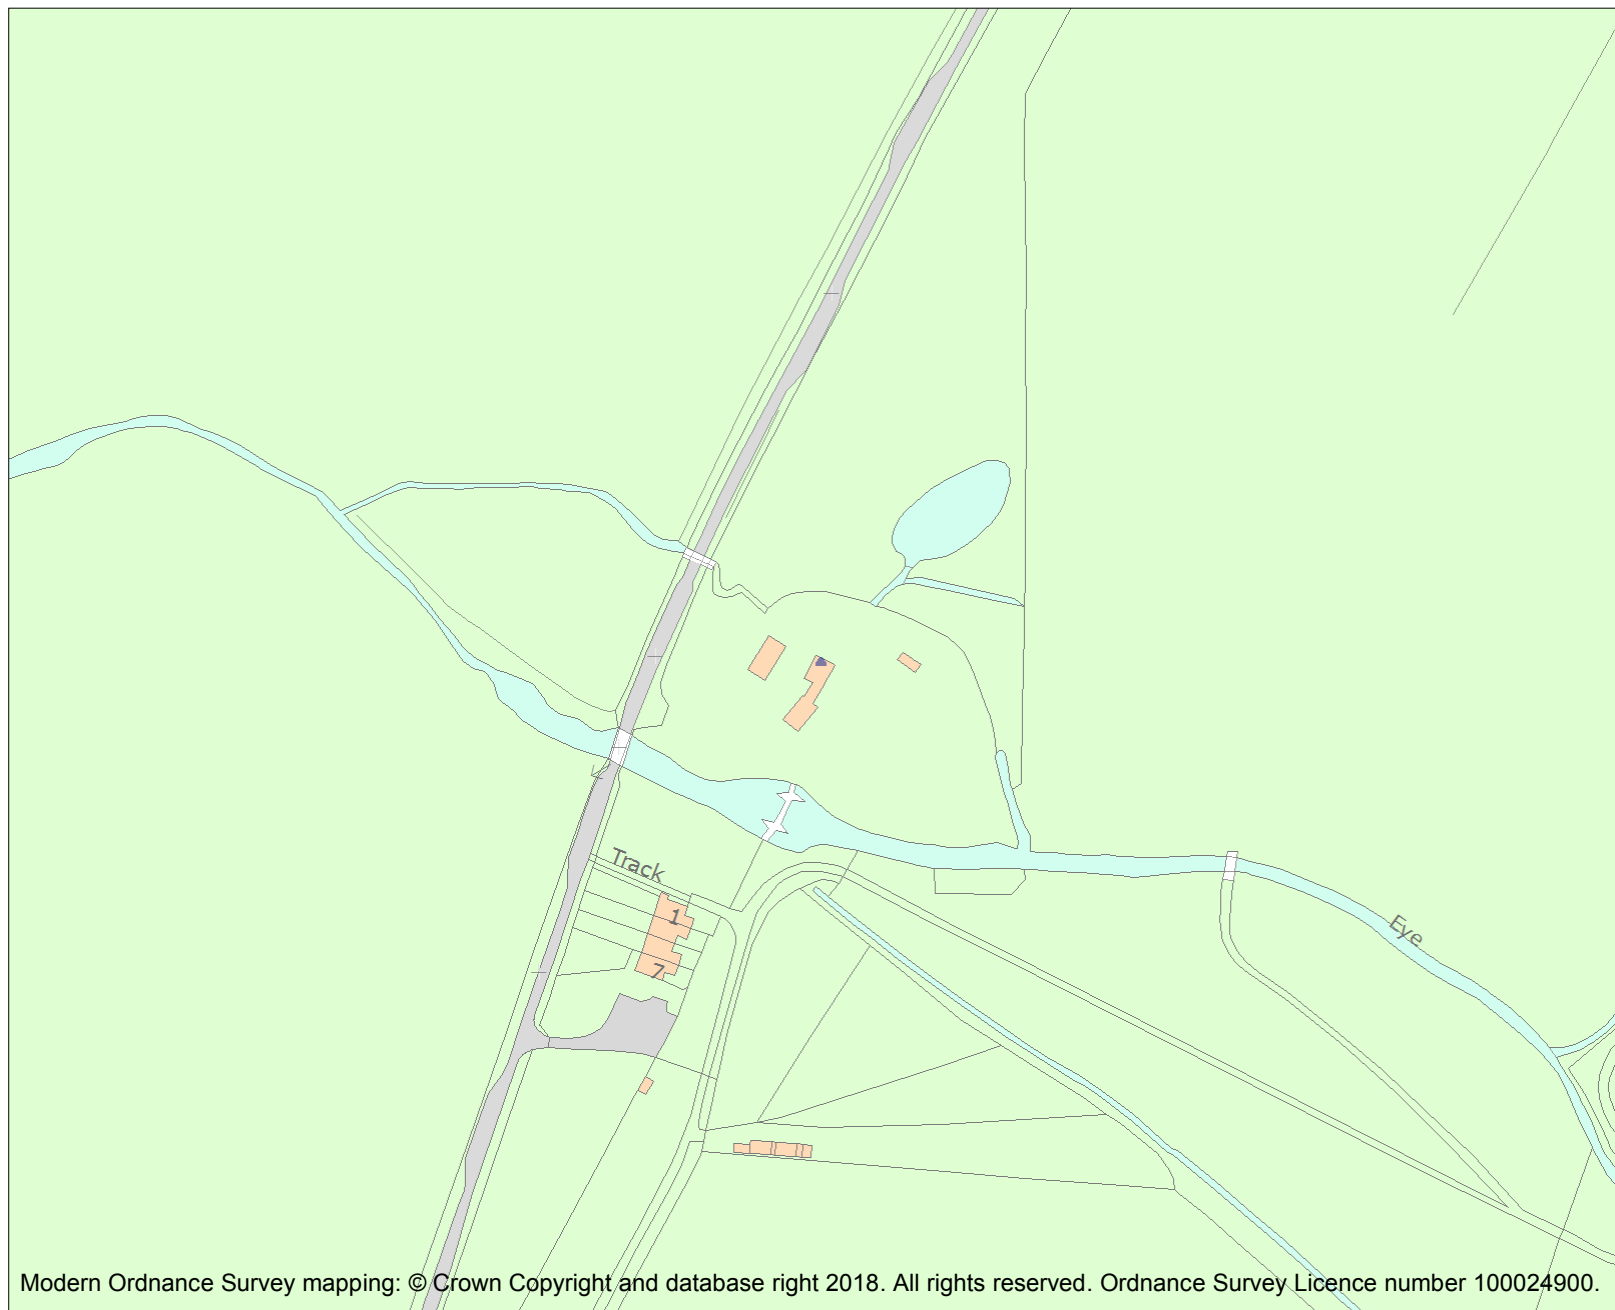 Track
1
7
Eye
Modern Ordnance Survey mapping: © Crown Copyright and database right 2018. All rights reserved. Ordnance Survey Licence number 100024900.